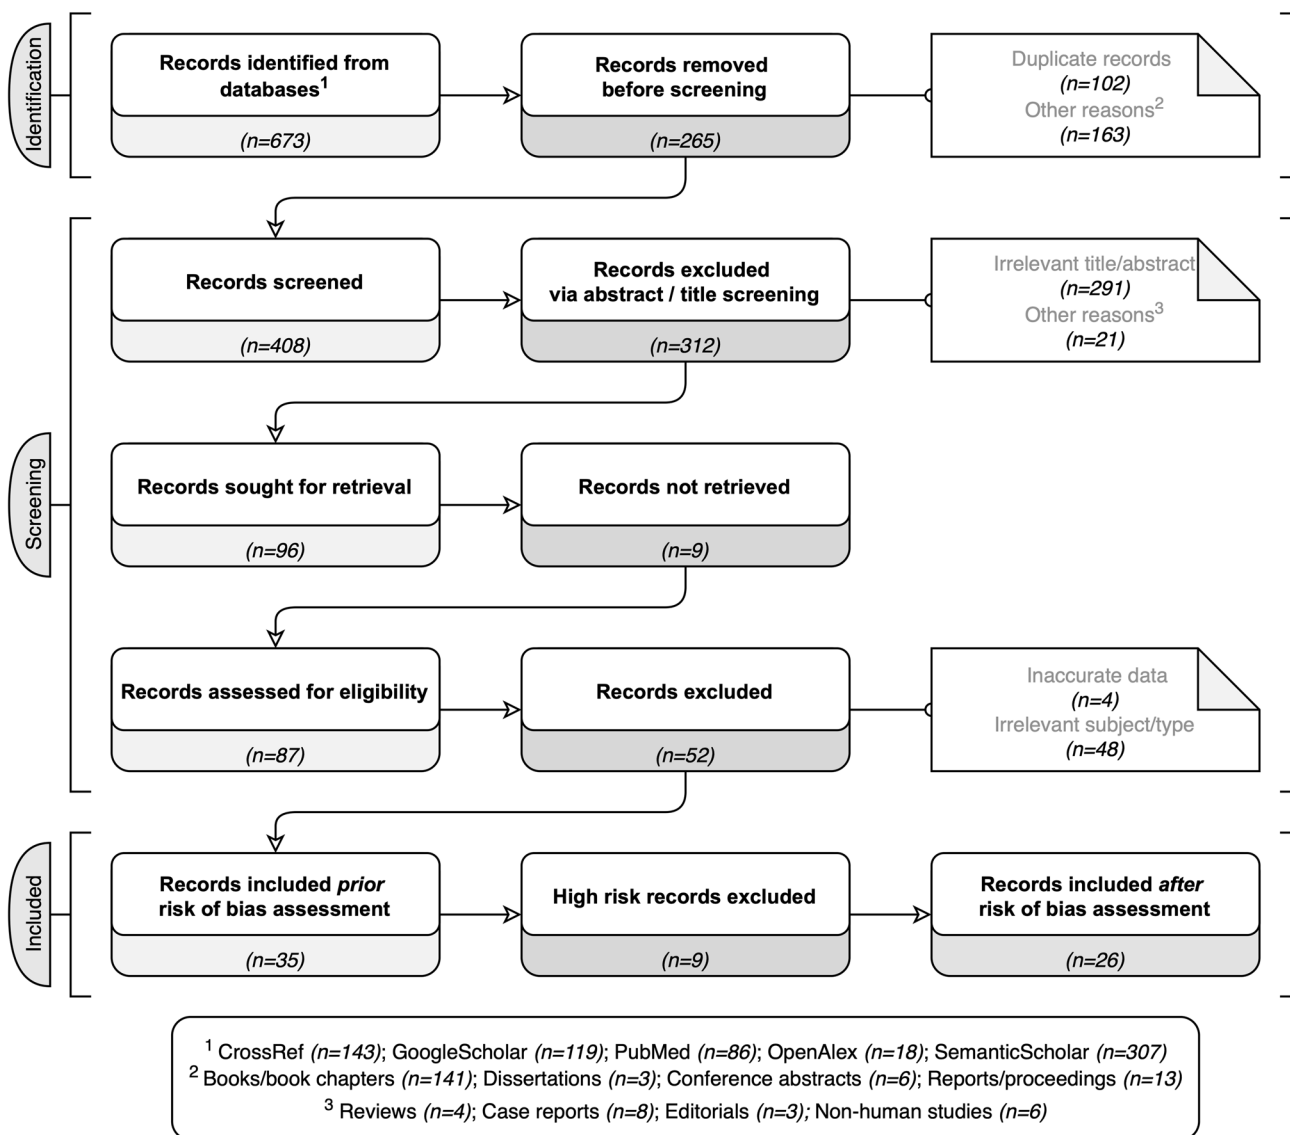 Identification
Records identified from
databases¹
(n=673)
Records removed
before screening
(n=265)
Duplicate records
(n=102)
Other reasons²
(n=163)
Screening
Records screened
(n=408)
Records excluded
via abstract / title screening
(n=312)
Irrelevant title/abstract
(n=291)
Other reasons³
(n=21)
Records sought for retrieval
(n=96)
Records not retrieved
(n=9)
Records assessed for eligibility
(n=87)
Records excluded
(n=52)
Inaccurate data
(n=4)
Irrelevant subject/type
(n=48)
Included
Records included prior
risk of bias assessment
(n=35)
High risk records excluded
(n=9)
Records included after
risk of bias assessment
(n=26)
¹ CrossRef (n=143); GoogleScholar (n=119); PubMed (n=86); OpenAlex (n=18); SemanticScholar (n=307)
² Books/book chapters (n=141); Dissertations (n=3); Conference abstracts (n=6); Reports/proceedings (n=13)
³ Reviews (n=4); Case reports (n=8); Editorials (n=3); Non-human studies (n=6)